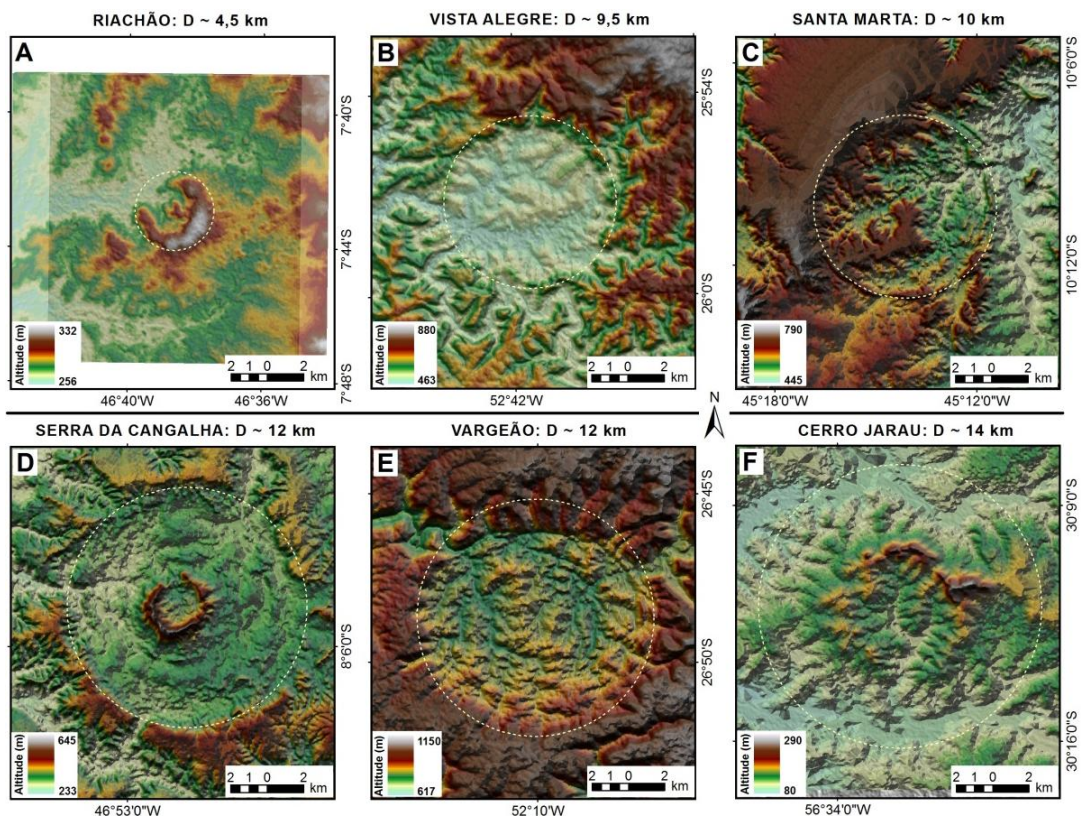 RIACHÃO: D ~ 4,5 km
A
7°40'S
7°44'S
7°48'S
Altitude (m)
332
256
2 1 0 2
km
46°40'W
46°36'W
VISTA ALEGRE: D ~ 9,5 km
B
25°54'S
26°0'S
Altitude (m)
880
463
2 1 0 2
km
52°42'W
SANTA MARTA: D ~ 10 km
C
10°6'0"S
10°12'0"S
Altitude (m)
790
445
2 1 0 2
km
45°18'0"W
45°12'0"W
N
SERRA DA CANGALHA: D ~ 12 km
D
8°6'0"S
Altitude (m)
645
233
2 1 0 2
km
46°53'0"W
VARGEÃO: D ~ 12 km
E
26°45'S
26°50'S
Altitude (m)
1150
617
2 1 0 2
km
52°10'W
CERRO JARAU: D ~ 14 km
F
30°9'0"S
30°16'0"S
Altitude (m)
290
80
2 1 0 2
km
56°34'0"W